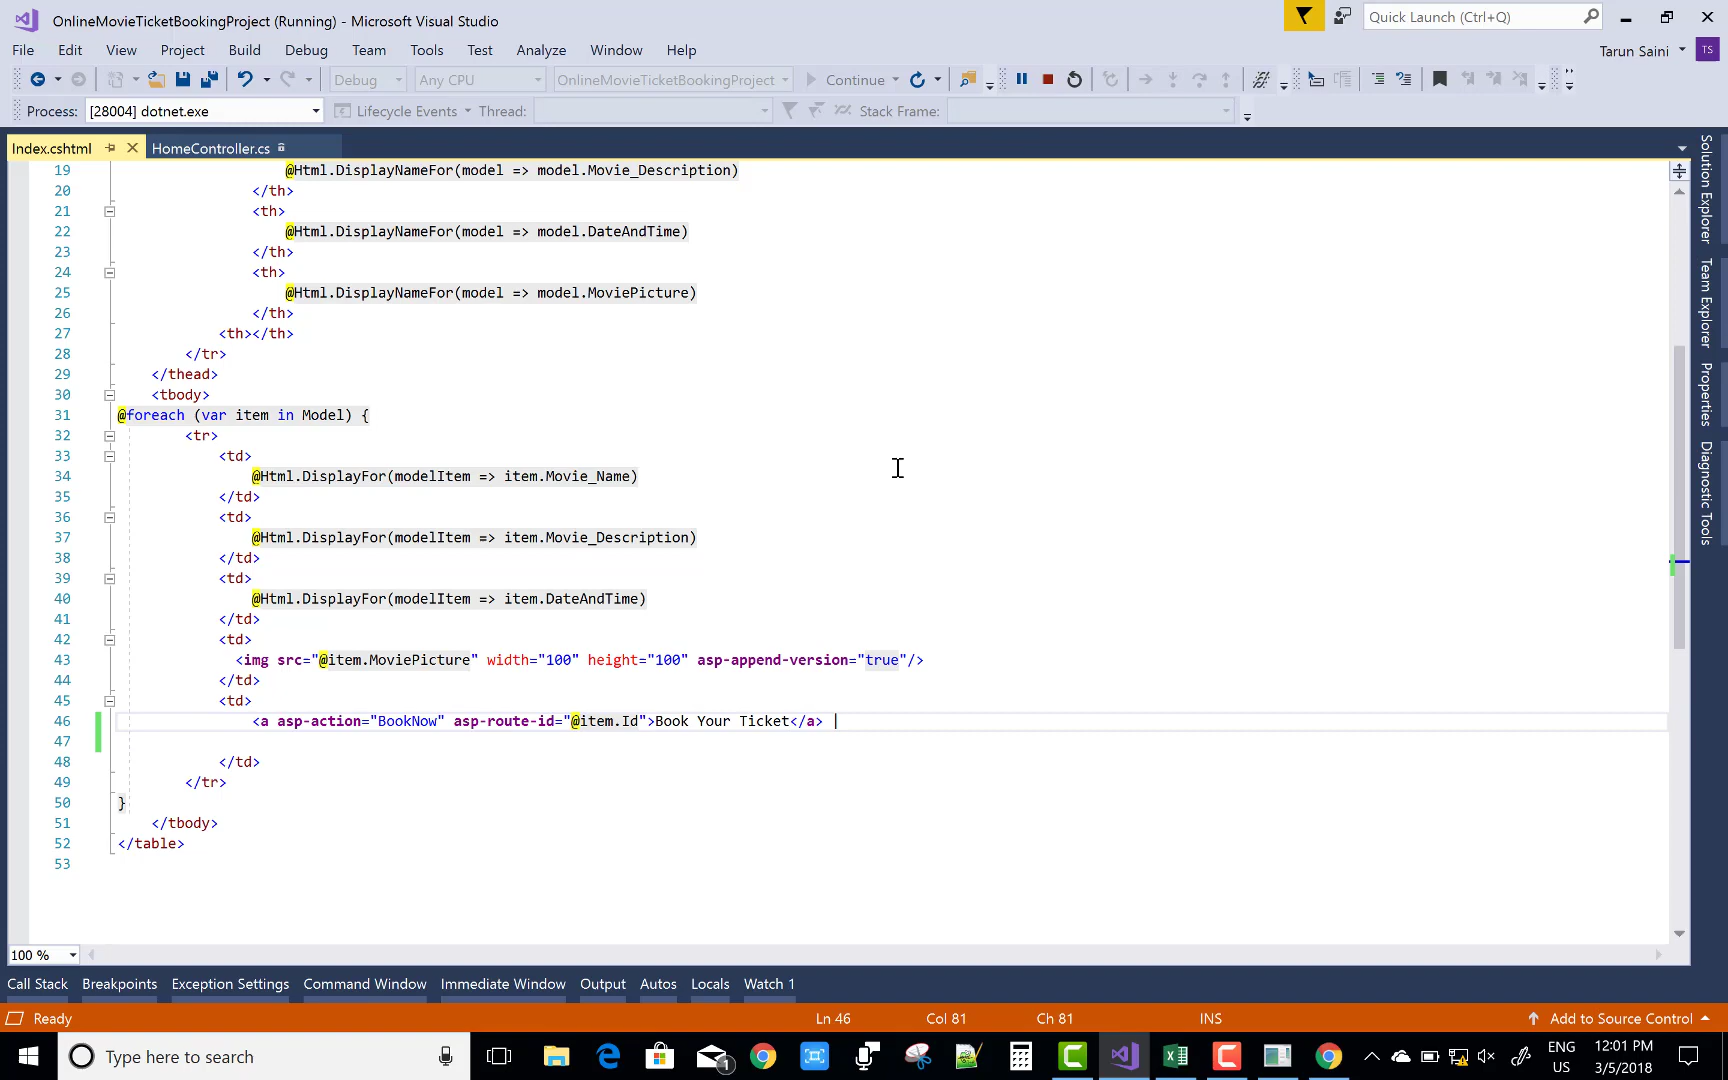 OnlineMovieTicketBookingProject (Running) - Microsoft Visual Studio
Quick Launch (Ctrl+Q)
File Edit View Project Build Debug Team Tools Test Analyze Window Help
Tarun Saini TS
Debug Any CPU OnlineMovieTicketBookingProject Continue
Process: [28004] dotnet.exe Lifecycle Events Thread: Stack Frame:
Index.cshtml HomeController.cs
19 @Html.DisplayNameFor(model => model.Movie_Description)
20 </th>
21 <th>
22 @Html.DisplayNameFor(model => model.DateAndTime)
23 </th>
24 <th>
25 @Html.DisplayNameFor(model => model.MoviePicture)
26 </th>
27 <th></th>
28 </tr>
29 </thead>
30 <tbody>
31 @foreach (var item in Model) {
32 <tr>
33 <td>
34 @Html.DisplayFor(modelItem => item.Movie_Name)
35 </td>
36 <td>
37 @Html.DisplayFor(modelItem => item.Movie_Description)
38 </td>
39 <td>
40 @Html.DisplayFor(modelItem => item.DateAndTime)
41 </td>
42 <td>
43 <img src="@item.MoviePicture" width="100" height="100" asp-append-version="true"/>
44 </td>
45 <td>
46 <a asp-action="BookNow" asp-route-id="@item.Id">Book Your Ticket</a>
47
48 </td>
49 </tr>
50 }
51 </tbody>
52 </table>
53
Solution Explorer
Team Explorer
Properties
Diagnostic Tools
100 %
Call Stack Breakpoints Exception Settings Command Window Immediate Window Output Autos Locals Watch 1
Ready Ln 46 Col 81 Ch 81 INS Add to Source Control
Type here to search
1
ENG
US
12:01 PM
3/5/2018